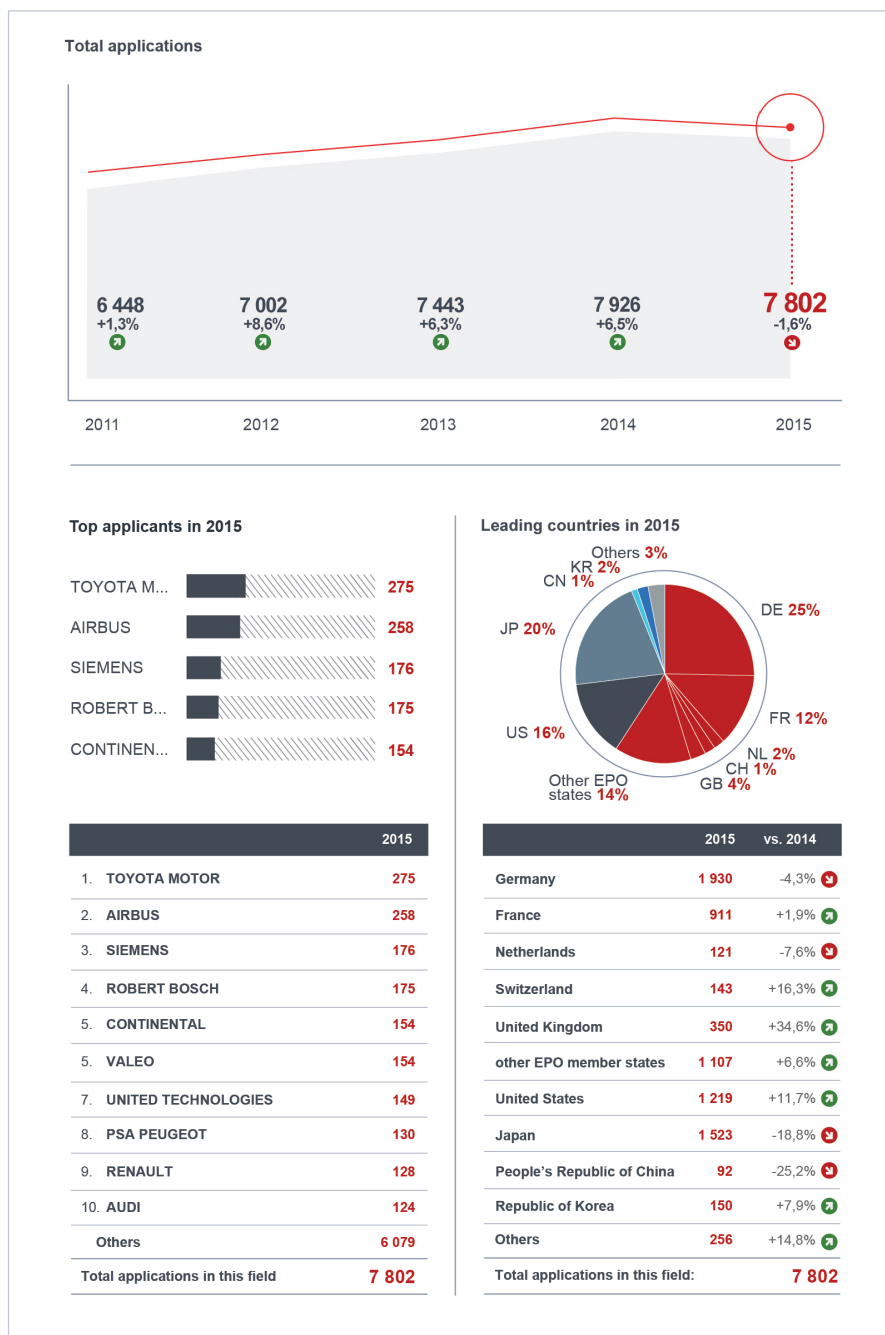 Total applications
6 448
+1,3%
7 002
+8,6%
7 443
+6,3%
7 926
+6,5%
7 802
-1,6%
2011
2012
2013
2014
2015
Top applicants in 2015
TOYOTA M... 275
AIRBUS 258
SIEMENS 176
ROBERT B... 175
CONTINEN... 154
Leading countries in 2015
Others 3%
KR 2%
CN 1%
JP 20%
US 16%
Other EPO
states 14%
DE 25%
FR 12%
NL 2%
CH 1%
GB 4%
2015
1. TOYOTA MOTOR 275
2. AIRBUS 258
3. SIEMENS 176
4. ROBERT BOSCH 175
5. CONTINENTAL 154
5. VALEO 154
7. UNITED TECHNOLOGIES 149
8. PSA PEUGEOT 130
9. RENAULT 128
10. AUDI 124
Others 6 079
Total applications in this field 7 802
2015 vs. 2014
Germany 1 930 -4,3%
France 911 +1,9%
Netherlands 121 -7,6%
Switzerland 143 +16,3%
United Kingdom 350 +34,6%
other EPO member states 1 107 +6,6%
United States 1 219 +11,7%
Japan 1 523 -18,8%
People's Republic of China 92 -25,2%
Republic of Korea 150 +7,9%
Others 256 +14,8%
Total applications in this field: 7 802